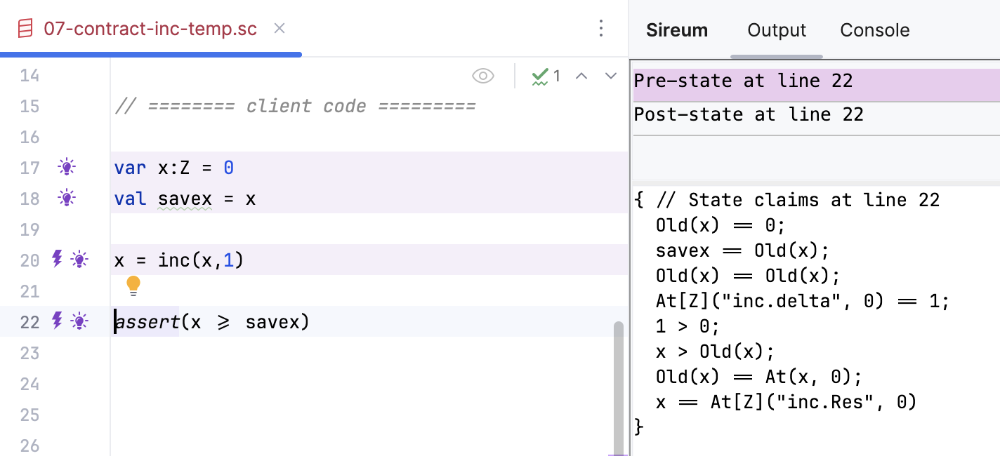 07-contract-inc-temp.sc
Sireum Output Console
14
15 // ======== client code =========
16
17 var x:Z = 0
18 val savex = x
19
20 x = inc(x,1)
21
22 assert(x ⩾ savex)
23
24
25
26
1
Pre-state at line 22
Post-state at line 22
{ // State claims at line 22
Old(x) == 0;
savex == Old(x);
Old(x) == Old(x);
At[Z]("inc.delta", 0) == 1;
1 > 0;
x > Old(x);
Old(x) == At(x, 0);
x == At[Z]("inc.Res", 0)
}